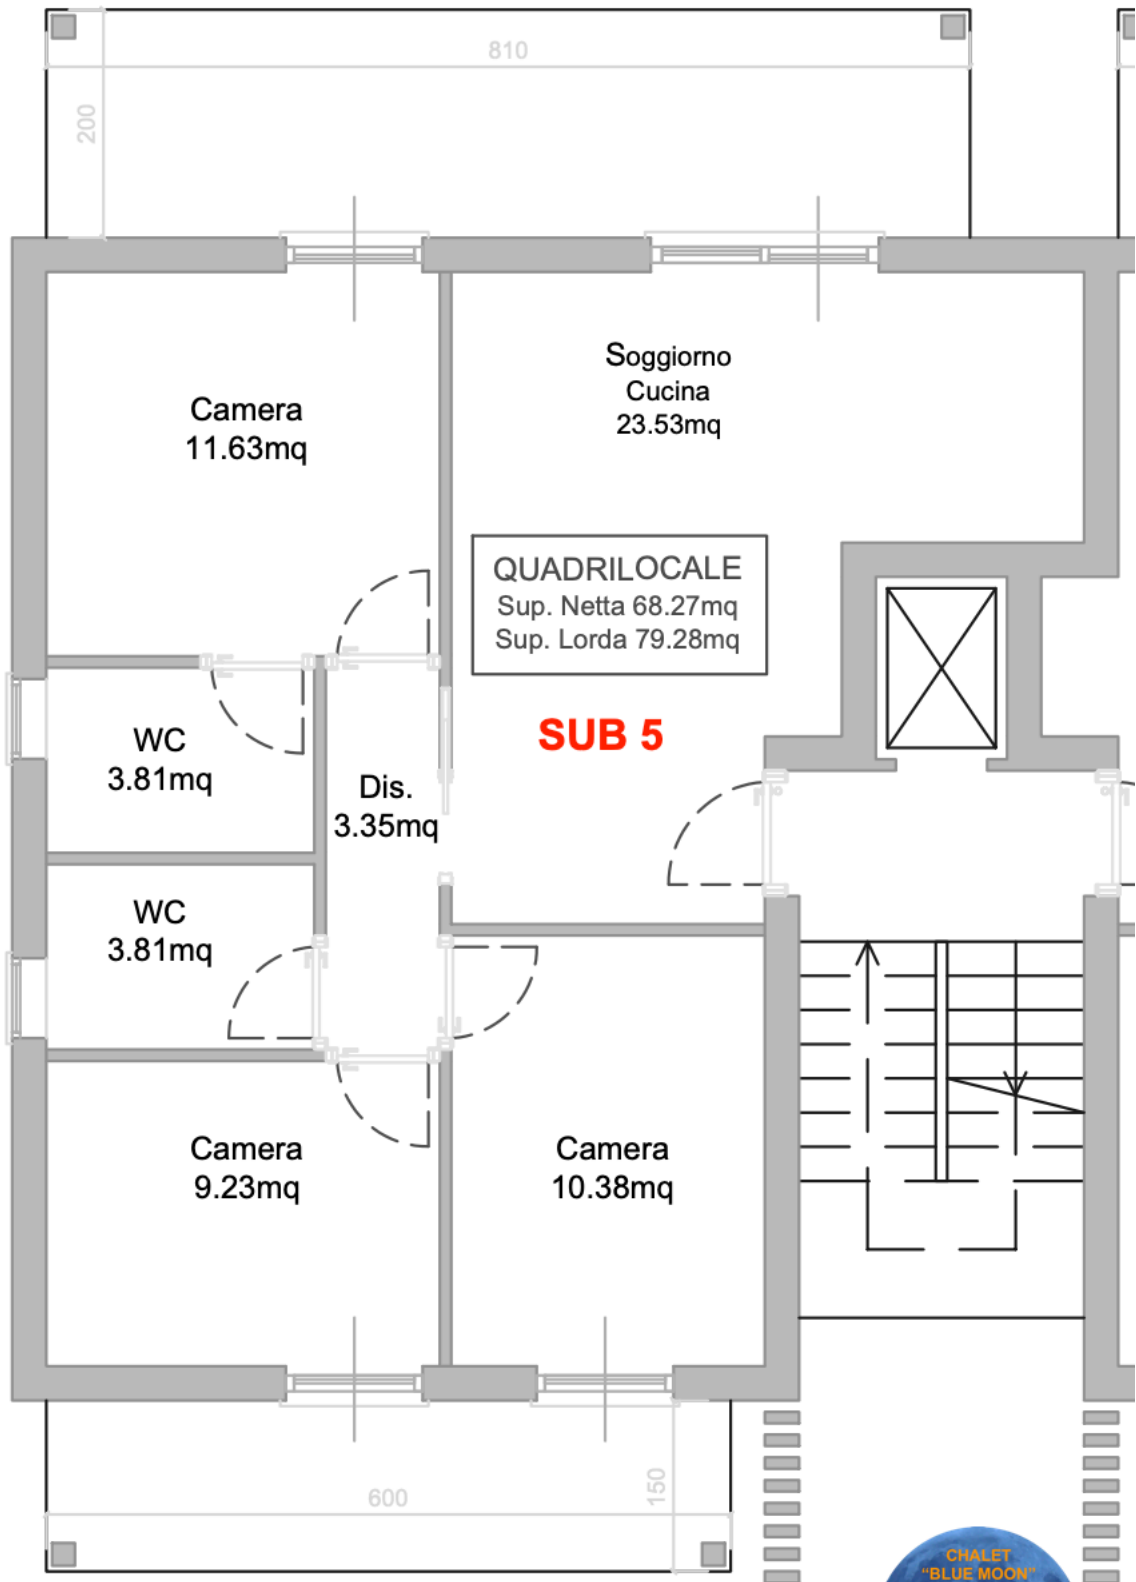 810
200
Soggiorno
Cucina
23.53mq
Camera
11.63mq
QUADRILOCALE
Sup. Netta 68.27mq
Sup. Lorda 79.28mq
SUB 5
WC
3.81mq
Dis.
3.35mq
WC
3.81mq
Camera
9.23mq
Camera
10.38mq
600
150
CHALET
“BLUE MOON”